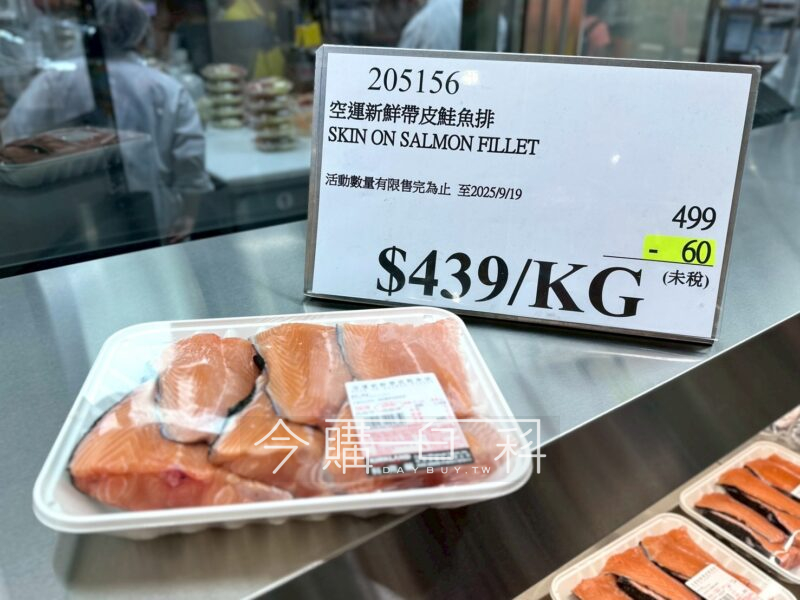 205156
空運新鮮帶皮鮭魚排
SKIN ON SALMON FILLET
活動數量有限售完為止 至2025/9/19
499
- 60
$439/KG (未稅)
今購百科
DAYBUY.TW